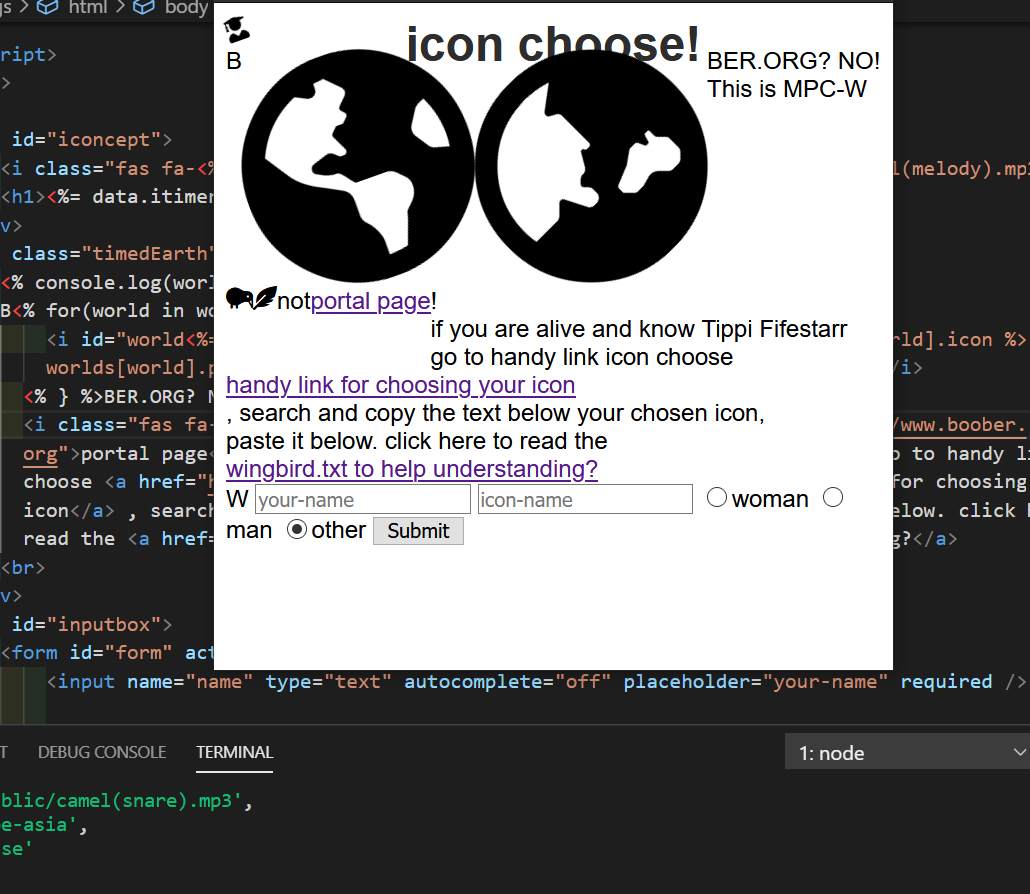 gs > html > body
icon choose!
B
BER.ORG? NO!
This is MPC-W
notportal page!
if you are alive and know Tippi Fifestarr
go to handy link icon choose
handy link for choosing your icon
, search and copy the text below your chosen icon,
paste it below. click here to read the
wingbird.txt to help understanding?
W your-name icon-name woman
man other Submit
ript>
>
id="iconcept">
<i class="fas fa-<% l(melody).mp3
<h1><%= data.itimer
v>
class="timedEarth"
<% console.log(worl
B<% for(world in wo
<i id="world<%= rld].icon %>
worlds[world].p /i>
<% } %>BER.ORG? N
<i class="fas fa- /www.boober.
org">portal page< o to handy li
choose <a href="h for choosing
icon</a> , search elow. click h
read the <a href= g?</a>
<br>
v>
id="inputbox">
<form id="form" act
<input name="name" type="text" autocomplete="off" placeholder="your-name" required />
T DEBUG CONSOLE TERMINAL 1: node
blic/camel(snare).mp3',
e-asia',
se'